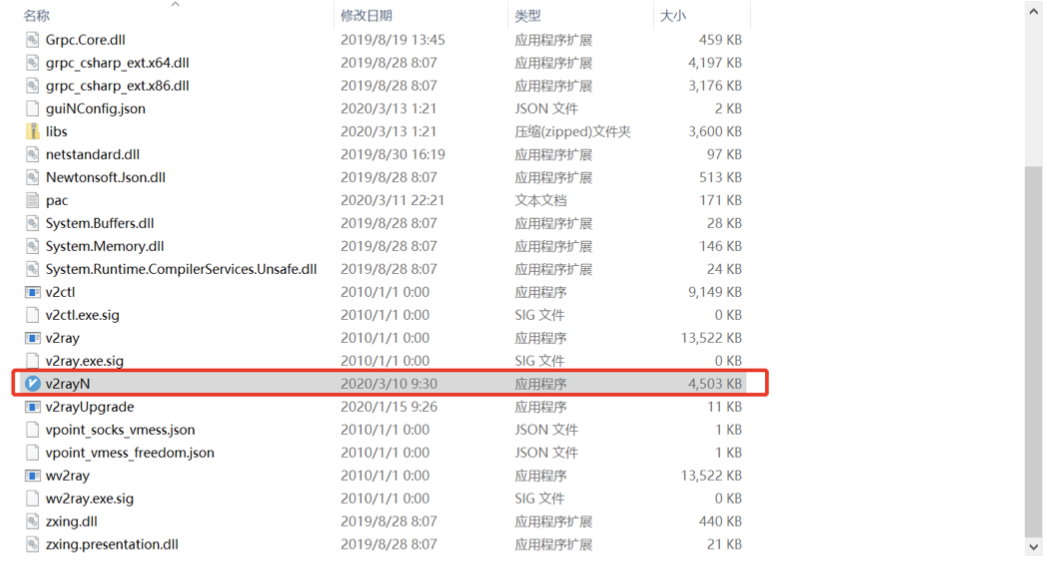 名称 修改日期 类型 大小
Grpc.Core.dll 2019/8/19 13:45 应用程序扩展 459 KB
grpc_csharp_ext.x64.dll 2019/8/28 8:07 应用程序扩展 4,197 KB
grpc_csharp_ext.x86.dll 2019/8/28 8:07 应用程序扩展 3,176 KB
guiNConfig.json 2020/3/13 1:21 JSON 文件 2 KB
libs 2020/3/13 1:21 压缩(zipped)文件夹 3,600 KB
netstandard.dll 2019/8/30 16:19 应用程序扩展 97 KB
Newtonsoft.Json.dll 2019/8/28 8:07 应用程序扩展 513 KB
pac 2020/3/11 22:21 文本文档 171 KB
System.Buffers.dll 2019/8/28 8:07 应用程序扩展 28 KB
System.Memory.dll 2019/8/28 8:07 应用程序扩展 146 KB
System.Runtime.CompilerServices.Unsafe.dll 2019/8/28 8:07 应用程序扩展 24 KB
v2ctl 2010/1/1 0:00 应用程序 9,149 KB
v2ctl.exe.sig 2010/1/1 0:00 SIG 文件 0 KB
v2ray 2010/1/1 0:00 应用程序 13,522 KB
v2ray.exe.sig 2010/1/1 0:00 SIG 文件 0 KB
v2rayN 2020/3/10 9:30 应用程序 4,503 KB
v2rayUpgrade 2020/1/15 9:26 应用程序 11 KB
vpoint_socks_vmess.json 2010/1/1 0:00 JSON 文件 1 KB
vpoint_vmess_freedom.json 2010/1/1 0:00 JSON 文件 1 KB
wv2ray 2010/1/1 0:00 应用程序 13,522 KB
wv2ray.exe.sig 2010/1/1 0:00 SIG 文件 0 KB
zxing.dll 2019/8/28 8:07 应用程序扩展 440 KB
zxing.presentation.dll 2019/8/28 8:07 应用程序扩展 21 KB